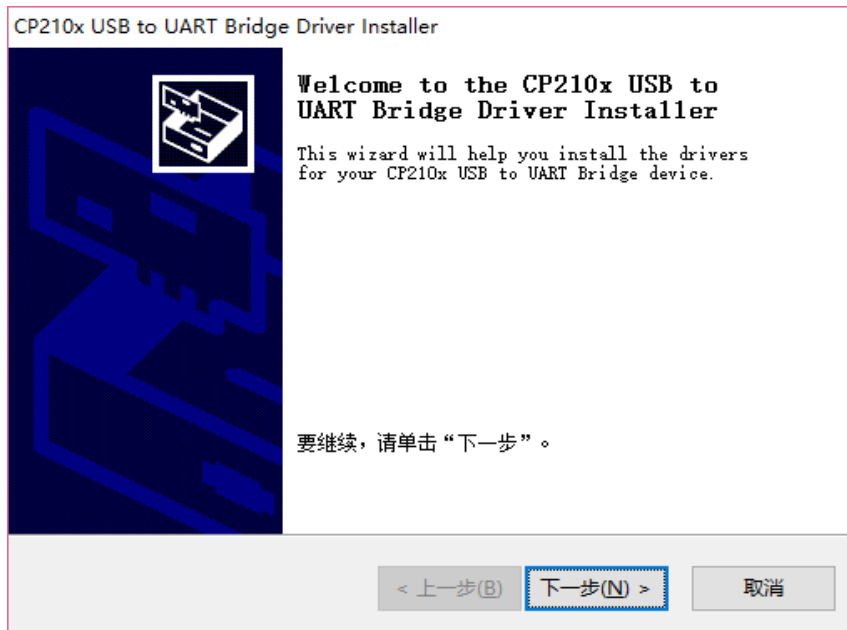 CP210x USB to UART Bridge Driver Installer
Welcome to the CP210x USB to
UART Bridge Driver Installer
This wizard will help you install the drivers
for your CP210x USB to UART Bridge device.
要继续，请单击“下一步”。
< 上一步(B)
下一步(N) >
取消